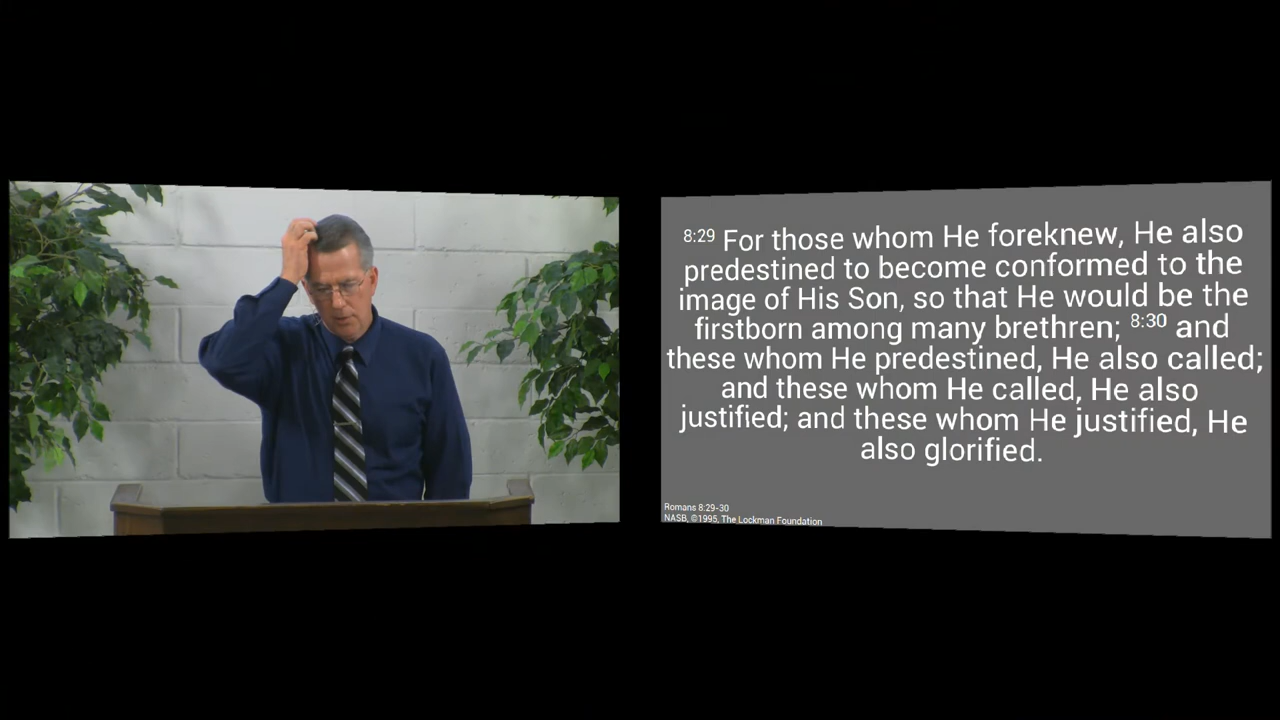 8:29 For those whom He foreknew, He also
predestined to become conformed to the
image of His Son, so that He would be the
firstborn among many brethren; 8:30 and
these whom He predestined, He also called;
and these whom He called, He also
justified; and these whom He justified, He
also glorified.
Romans 8:29-30
NASB, ©1995, The Lockman Foundation